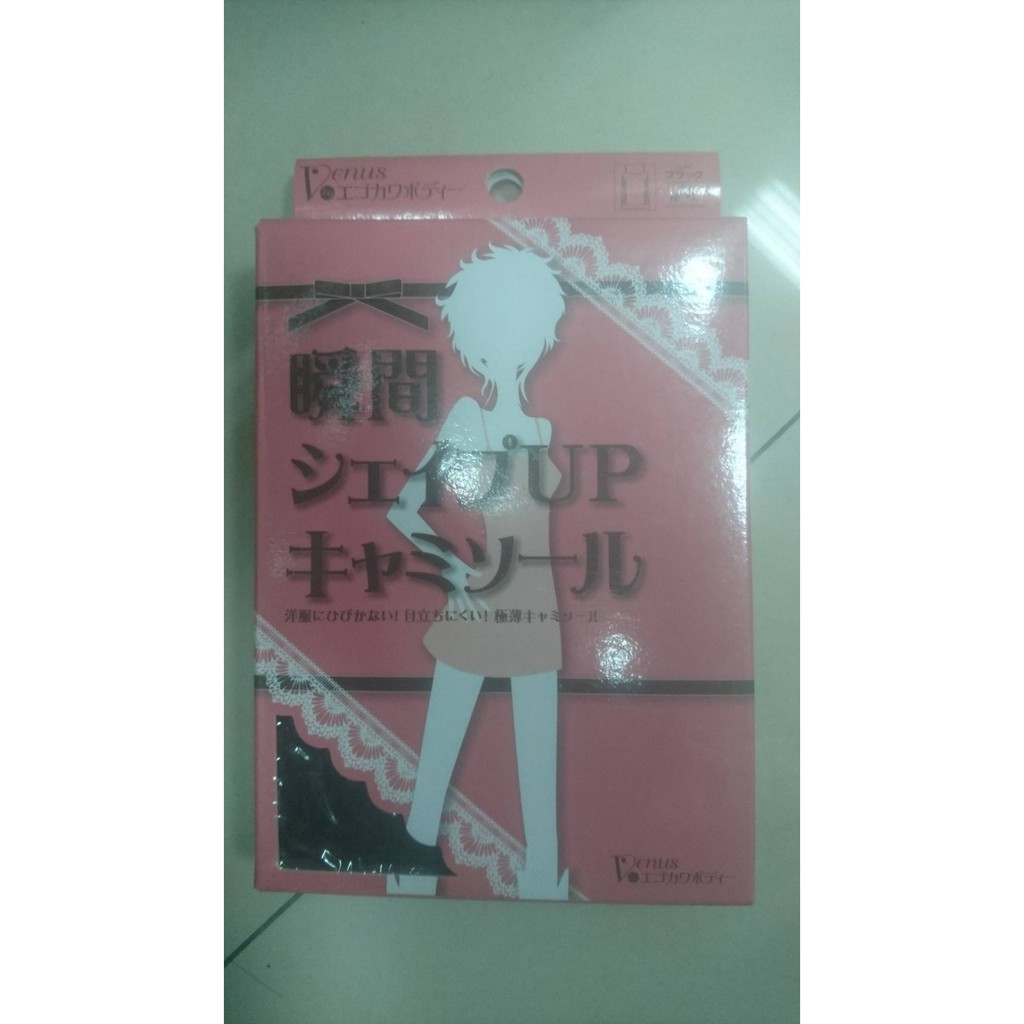 Venus
エゴカワボディー
ブラック
瞬間
シェイプUP
キャミソール
洋服にひびかない! 目立ちにくい! 極薄キャミソール
Venus
エゴカワボディー